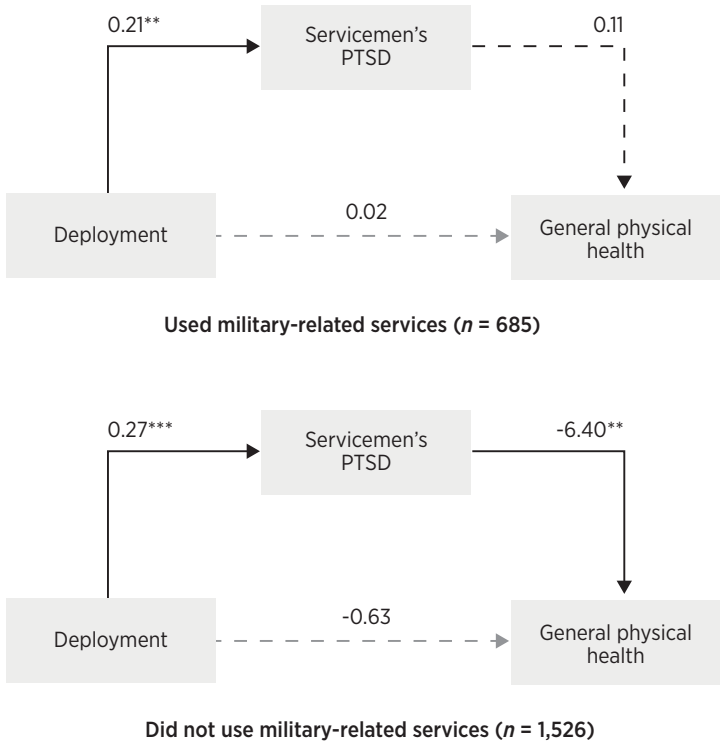 0.21**
Servicemen's
PTSD
0.11
Deployment
0.02
General physical
health
Used military-related services (n = 685)
0.27***
Servicemen's
PTSD
-6.40**
Deployment
-0.63
General physical
health
Did not use military-related services (n = 1,526)